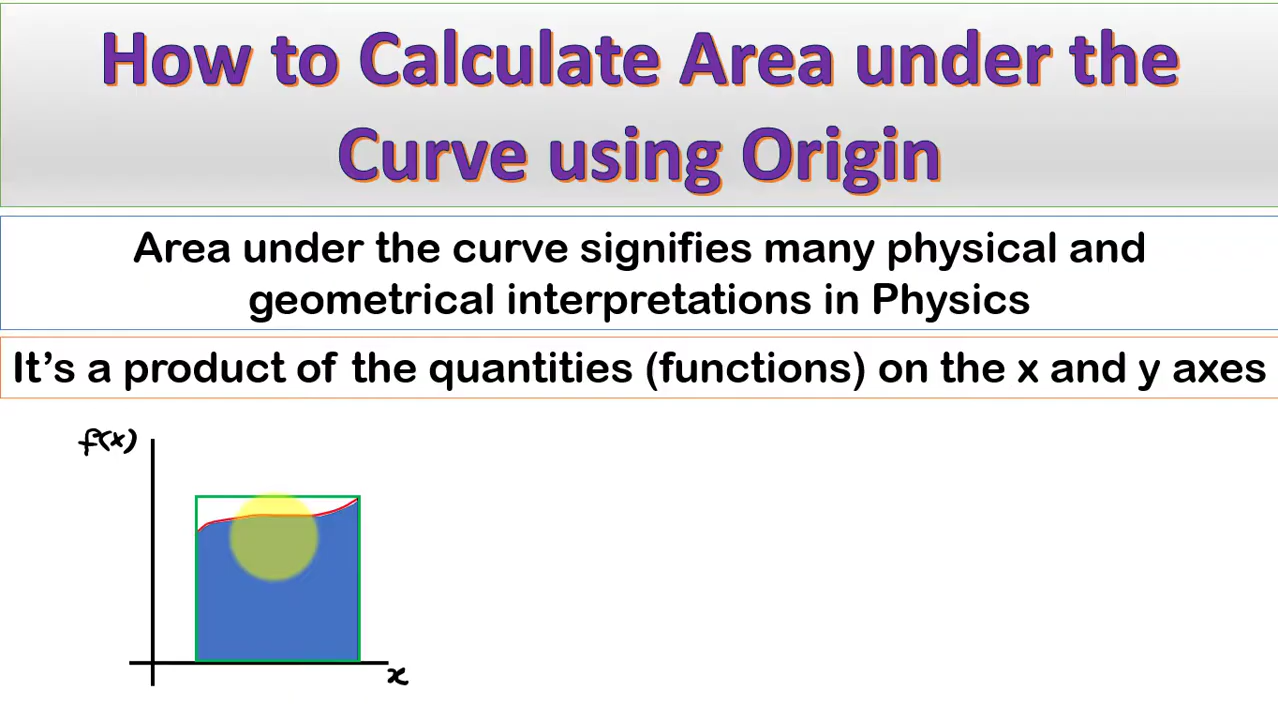 How to Calculate Area under the
Curve using Origin
Area under the curve signifies many physical and
geometrical interpretations in Physics
It’s a product of the quantities (functions) on the x and y axes
f(x)
x